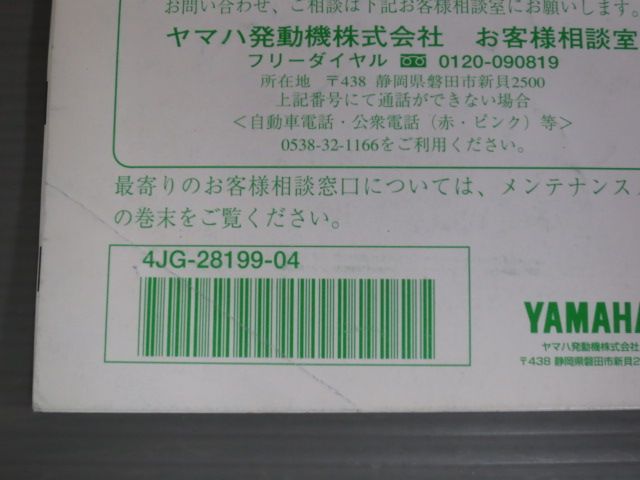 お問い合わせ、ご相談は下記お客様相談室にお願いします。
ヤマハ発動機株式会社 お客様相談室
フリーダイヤル 0120-090819
所在地 〒438 静岡県磐田市新貝2500
上記番号にて通話ができない場合
＜自動車電話・公衆電話（赤・ピンク）等＞
0538-32-1166をご利用ください。
最寄りのお客様相談窓口については、メンテナンス
の巻末をご覧ください。
4JG-28199-04
YAMAHA
ヤマハ発動機株式会社
〒438 静岡県磐田市新貝2